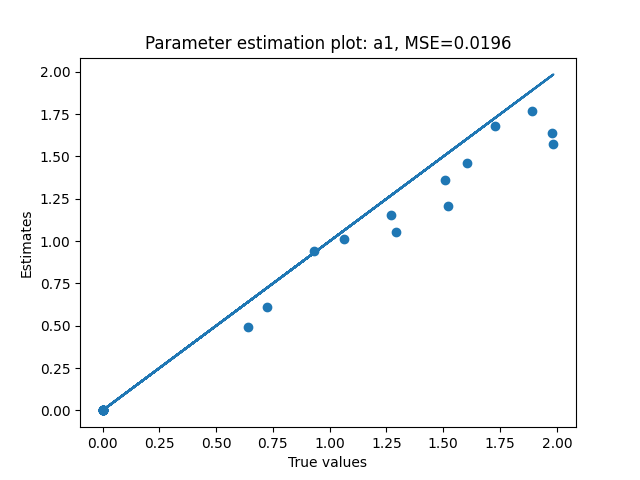 Parameter estimation plot: a1, MSE=0.0196
2.00
1.75
1.50
1.25
1.00
0.75
0.50
0.25
0.00
Estimates
0.00 0.25 0.50 0.75 1.00 1.25 1.50 1.75 2.00
True values